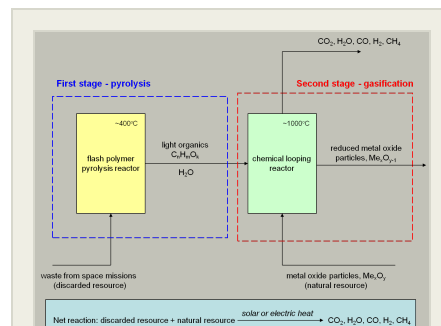 CO2, H2O, CO, H2, CH4
First stage - pyrolysis
Second stage - gasification
~400°C
~1000°C
flash polymer
pyrolysis reactor
light organics
CnHmOk
H2O
chemical looping
reactor
reduced metal oxide
particles, MexOy-1
waste from space missions
(discarded resource)
metal oxide particles, MexOy
(natural resource)
solar or electric heat
Net reaction: discarded resource + natural resource → CO2, H2O, CO, H2, CH4